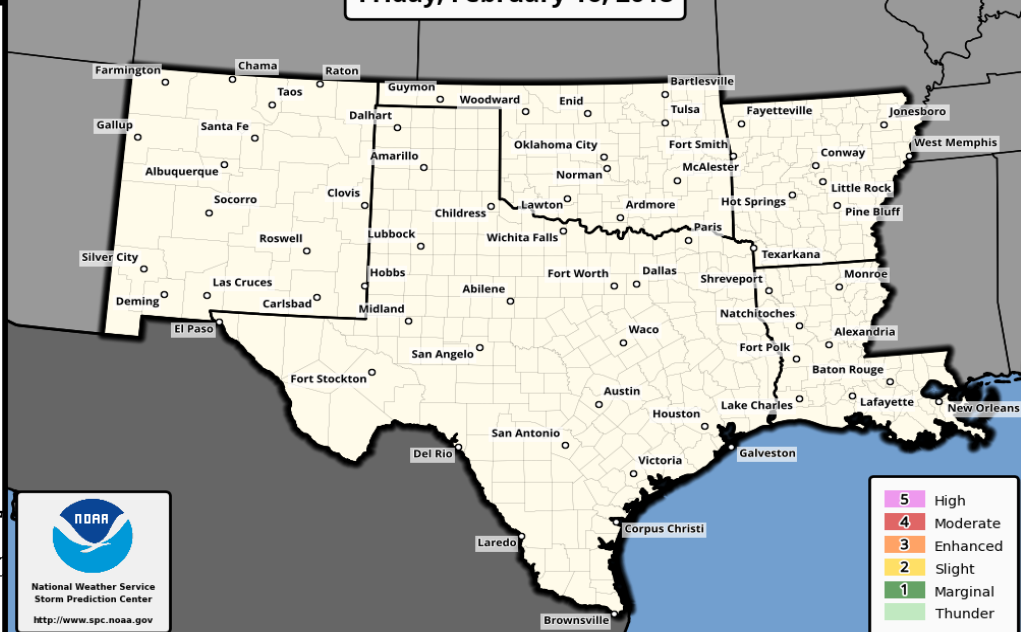 Friday, February
Farmington
Chama
Raton
Taos
Guymon
Woodward
Enid
Bartlesville
Tulsa
Fayetteville
Jonesboro
Gallup
Santa Fe
Dalhart
Oklahoma City
Fort Smith
West Memphis
Albuquerque
Amarillo
Norman
McAlester
Conway
Little Rock
Socorro
Clovis
Childress
Lawton
Ardmore
Hot Springs
Pine Bluff
Roswell
Lubbock
Wichita Falls
Paris
Texarkana
Silver City
Las Cruces
Hobbs
Abilene
Fort Worth
Dallas
Shreveport
Monroe
Deming
Carlsbad
Midland
Natchitoches
El Paso
Waco
Alexandria
San Angelo
Fort Polk
Fort Stockton
Baton Rouge
Austin
Houston
Lake Charles
Lafayette
New Orleans
San Antonio
Del Rio
Victoria
Galveston
Corpus Christi
Laredo
Brownsville
NOAA
National Weather Service
Storm Prediction Center
http://www.spc.noaa.gov
5 High
4 Moderate
3 Enhanced
2 Slight
1 Marginal
Thunder